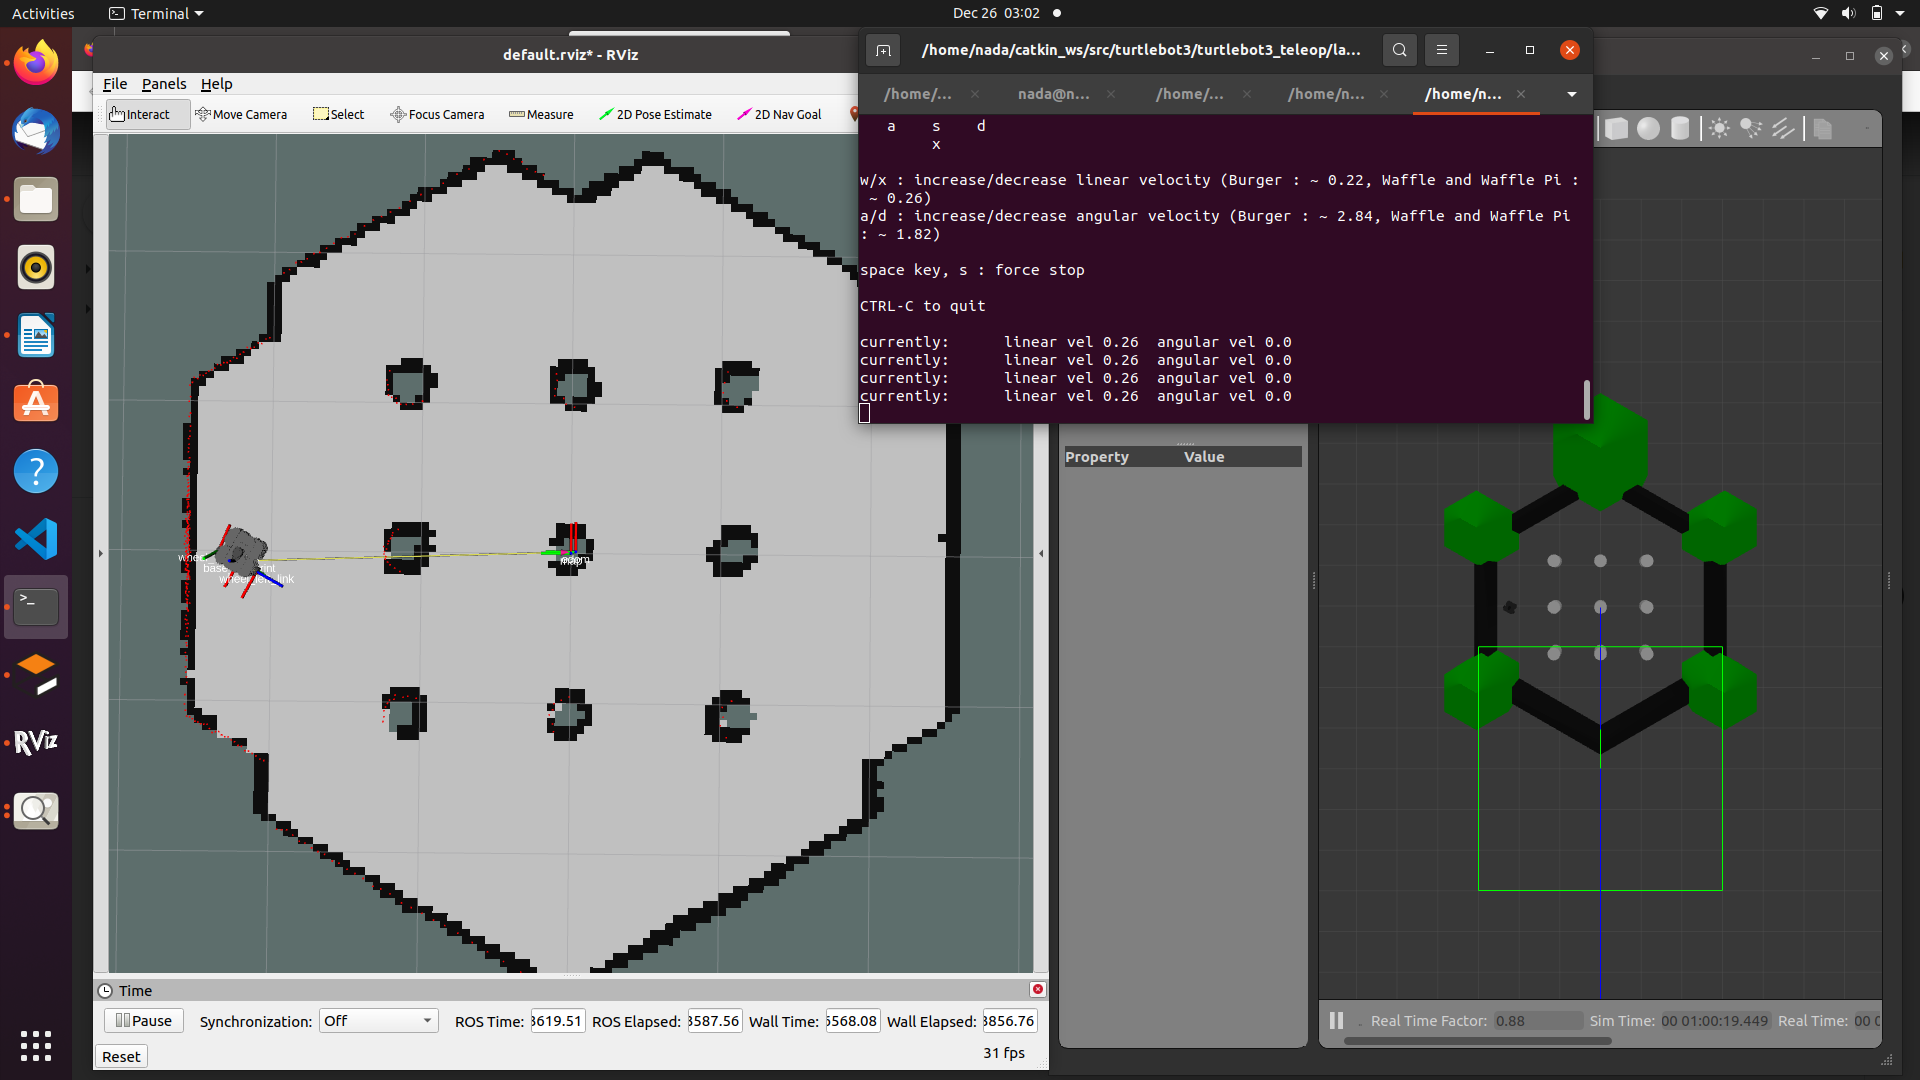 Activities
Terminal
Dec 26 03:02
default.rviz* - RViz
File Panels Help
Interact Move Camera Select Focus Camera Measure 2D Pose Estimate 2D Nav Goal
/home/nada/catkin_ws/src/turtlebot3/turtlebot3_teleop/la...
/home/... nada@n... /home/... /home/n... /home/n...
a s d
x
w/x : increase/decrease linear velocity (Burger : ~ 0.22, Waffle and Waffle Pi :
~ 0.26)
a/d : increase/decrease angular velocity (Burger : ~ 2.84, Waffle and Waffle Pi
: ~ 1.82)
space key, s : force stop
CTRL-C to quit
currently: linear vel 0.26 angular vel 0.0
currently: linear vel 0.26 angular vel 0.0
currently: linear vel 0.26 angular vel 0.0
currently: linear vel 0.26 angular vel 0.0
Property Value
RViz
Time
Pause Synchronization: Off ROS Time: 3619.51 ROS Elapsed: 3587.56 Wall Time: 6568.08 Wall Elapsed: 3856.76
Reset
31 fps
Real Time Factor: 0.88 Sim Time: 00 01:00:19.449 Real Time: 00 0